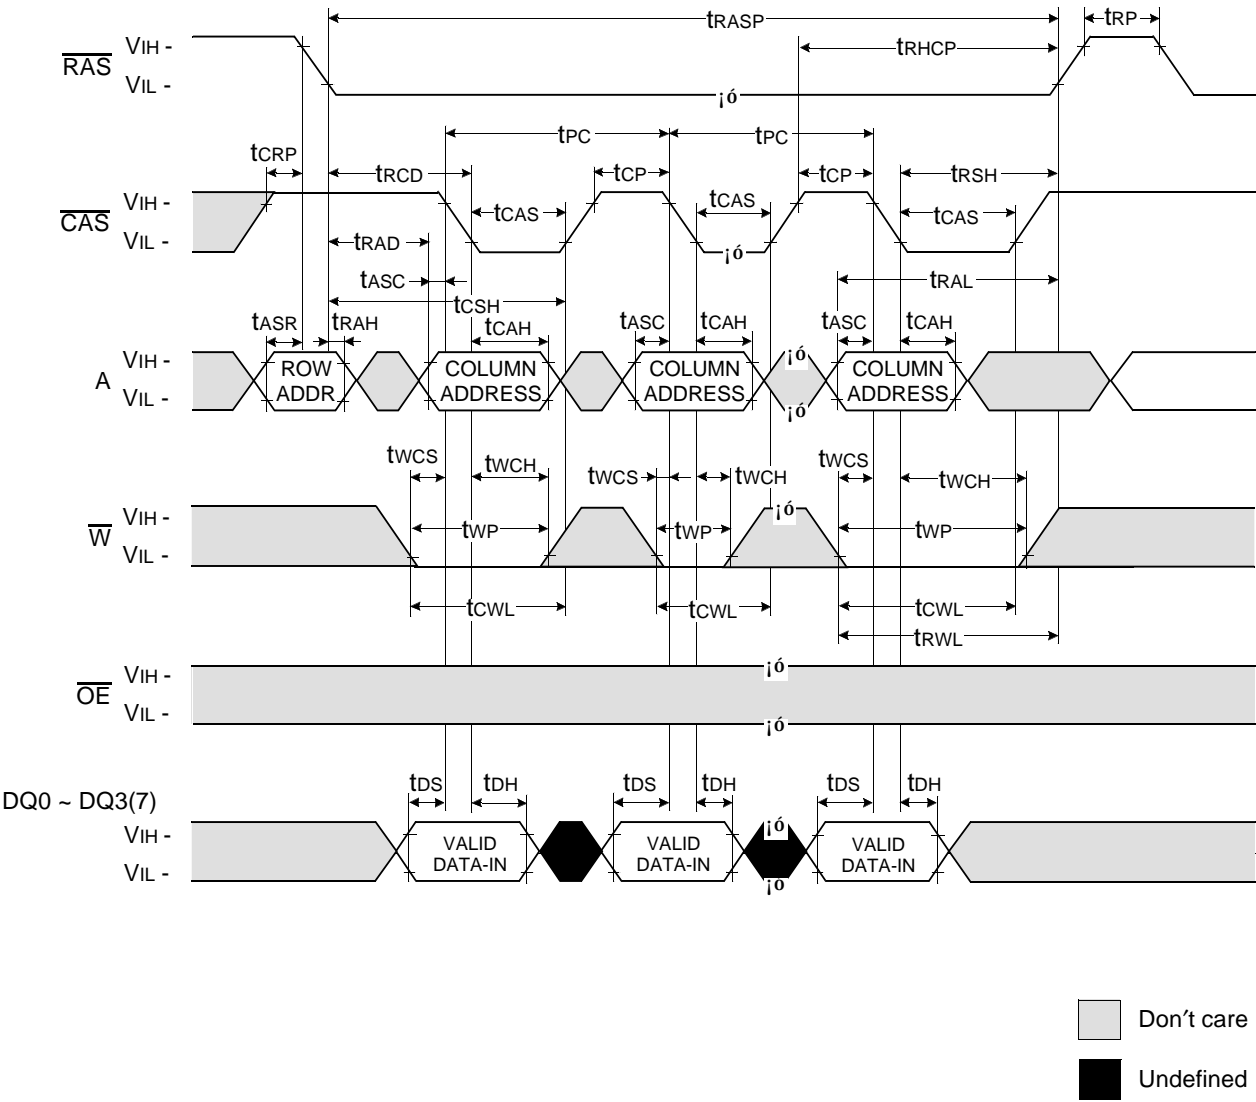 tRASP tRP
VIH -
RAS
VIL -
tRHCP
¡ó
tPC tPC
tCRP
tRCD tCP tCP tRSH
VIH -
CAS
VIL -
tCAS tCAS tCAS
¡ó
tRAD
tASC tRAL
tCSH
tASR tRAH tCAH tASC tCAH tASC tCAH
VIH -
A
VIL -
ROW
ADDR.
COLUMN
ADDRESS
COLUMN
ADDRESS
¡ó
¡ó
COLUMN
ADDRESS
tWCS tWCH tWCS tWCH tWCS tWCH
VIH -
W
VIL -
¡ó
tWP tWP tWP
tCWL tCWL tCWL
tRWL
VIH -
OE
VIL -
¡ó
¡ó
tDS tDH tDS tDH tDS tDH
DQ0 ~ DQ3(7)
VIH -
VIL -
VALID
DATA-IN
VALID
DATA-IN
¡ó
¡ó
VALID
DATA-IN
Don′t care
Undefined